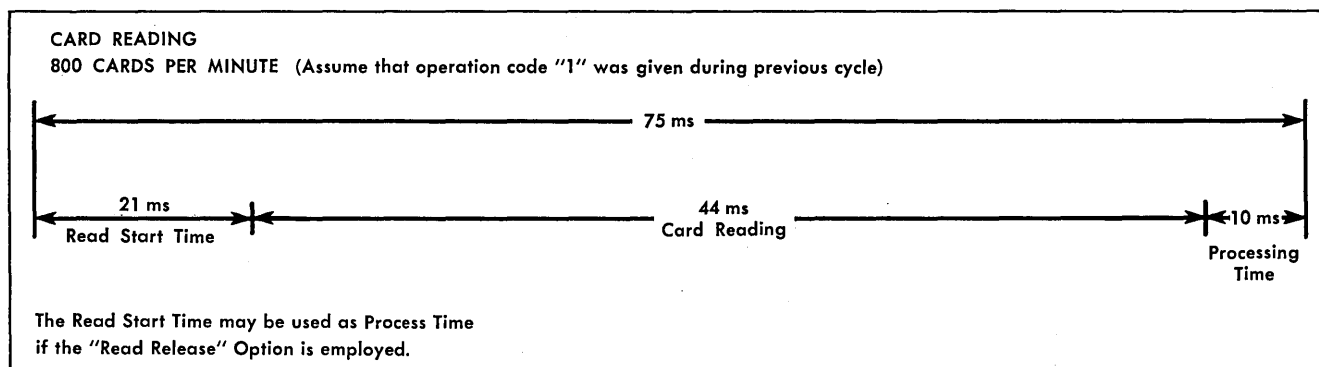 CARD READING
800 CARDS PER MINUTE (Assume that operation code "1" was given during previous cycle)
75 ms
21 ms
Read Start Time
44 ms
Card Reading
10 ms
Processing
Time
The Read Start Time may be used as Process Time
if the "Read Release" Option is employed.